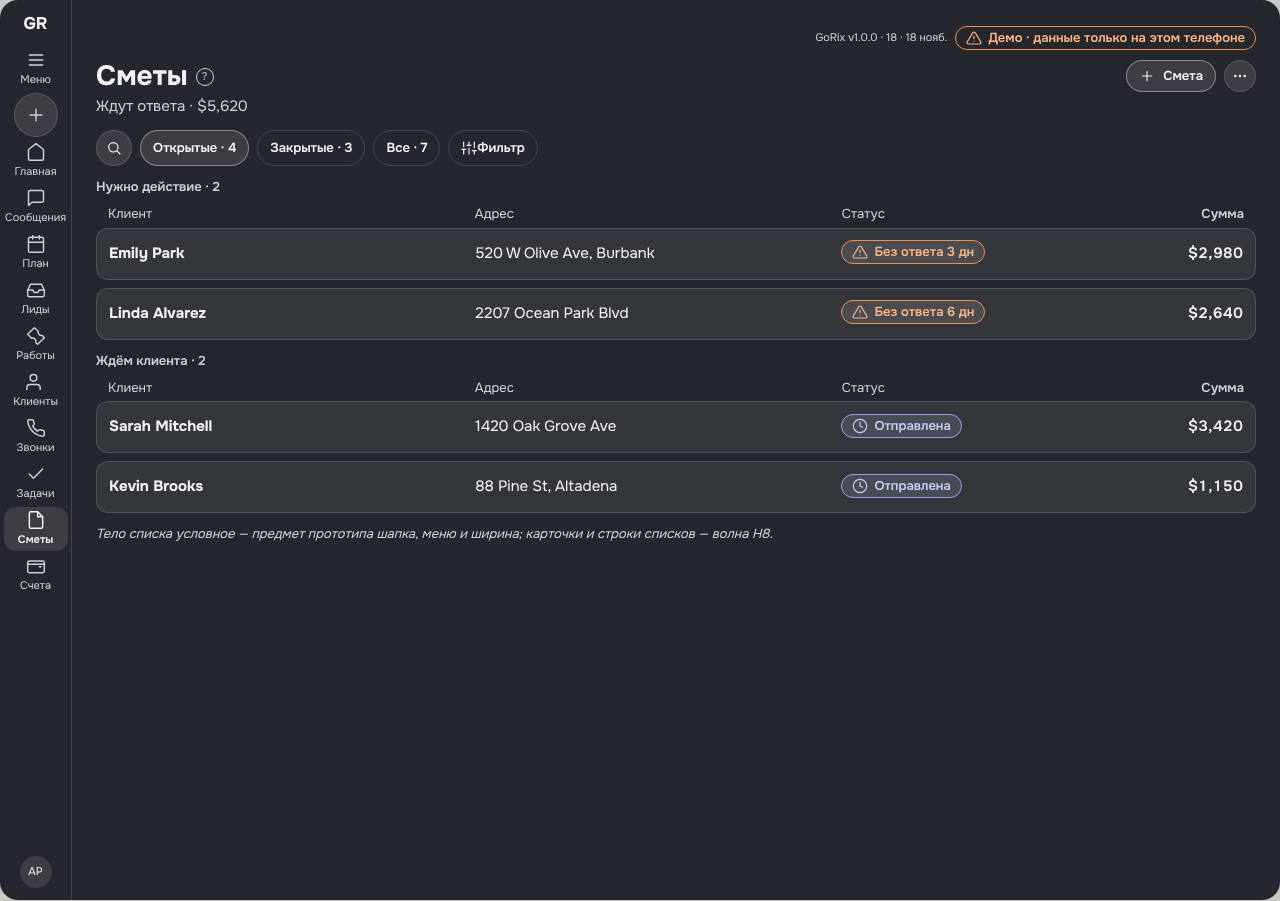 GR
Меню
Главная
Сообщения
План
Лиды
Работы
Клиенты
Звонки
Задачи
Сметы
Счета
AP
GoRix v1.0.0 · 18 · 18 нояб.
Демо · данные только на этом телефоне
Сметы ?
+ Смета
Ждут ответа · $5,620
Открытые · 4 Закрытые · 3 Все · 7 Фильтр
Нужно действие · 2
Клиент Адрес Статус Сумма
Emily Park 520 W Olive Ave, Burbank Без ответа 3 дн $2,980
Linda Alvarez 2207 Ocean Park Blvd Без ответа 6 дн $2,640
Ждём клиента · 2
Клиент Адрес Статус Сумма
Sarah Mitchell 1420 Oak Grove Ave Отправлена $3,420
Kevin Brooks 88 Pine St, Altadena Отправлена $1,150
Тело списка условное — предмет прототипа шапка, меню и ширина; карточки и строки списков — волна H8.